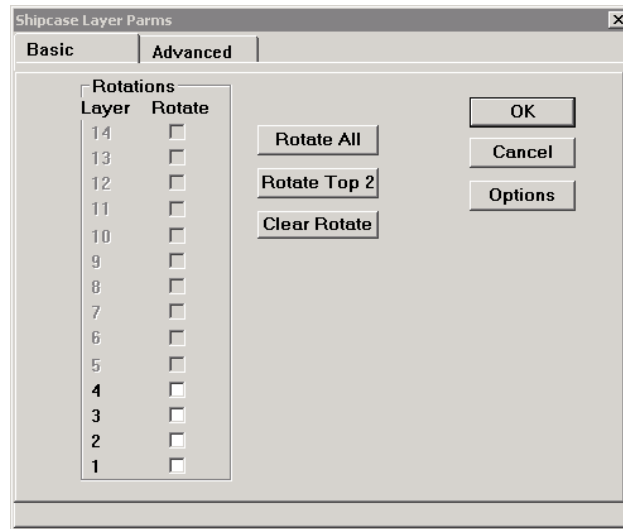 Shipcase Layer Parms
Basic
Advanced
Rotations
Layer Rotate
14
13
12
11
10
9
8
7
6
5
4
3
2
1
Rotate All
Rotate Top 2
Clear Rotate
OK
Cancel
Options